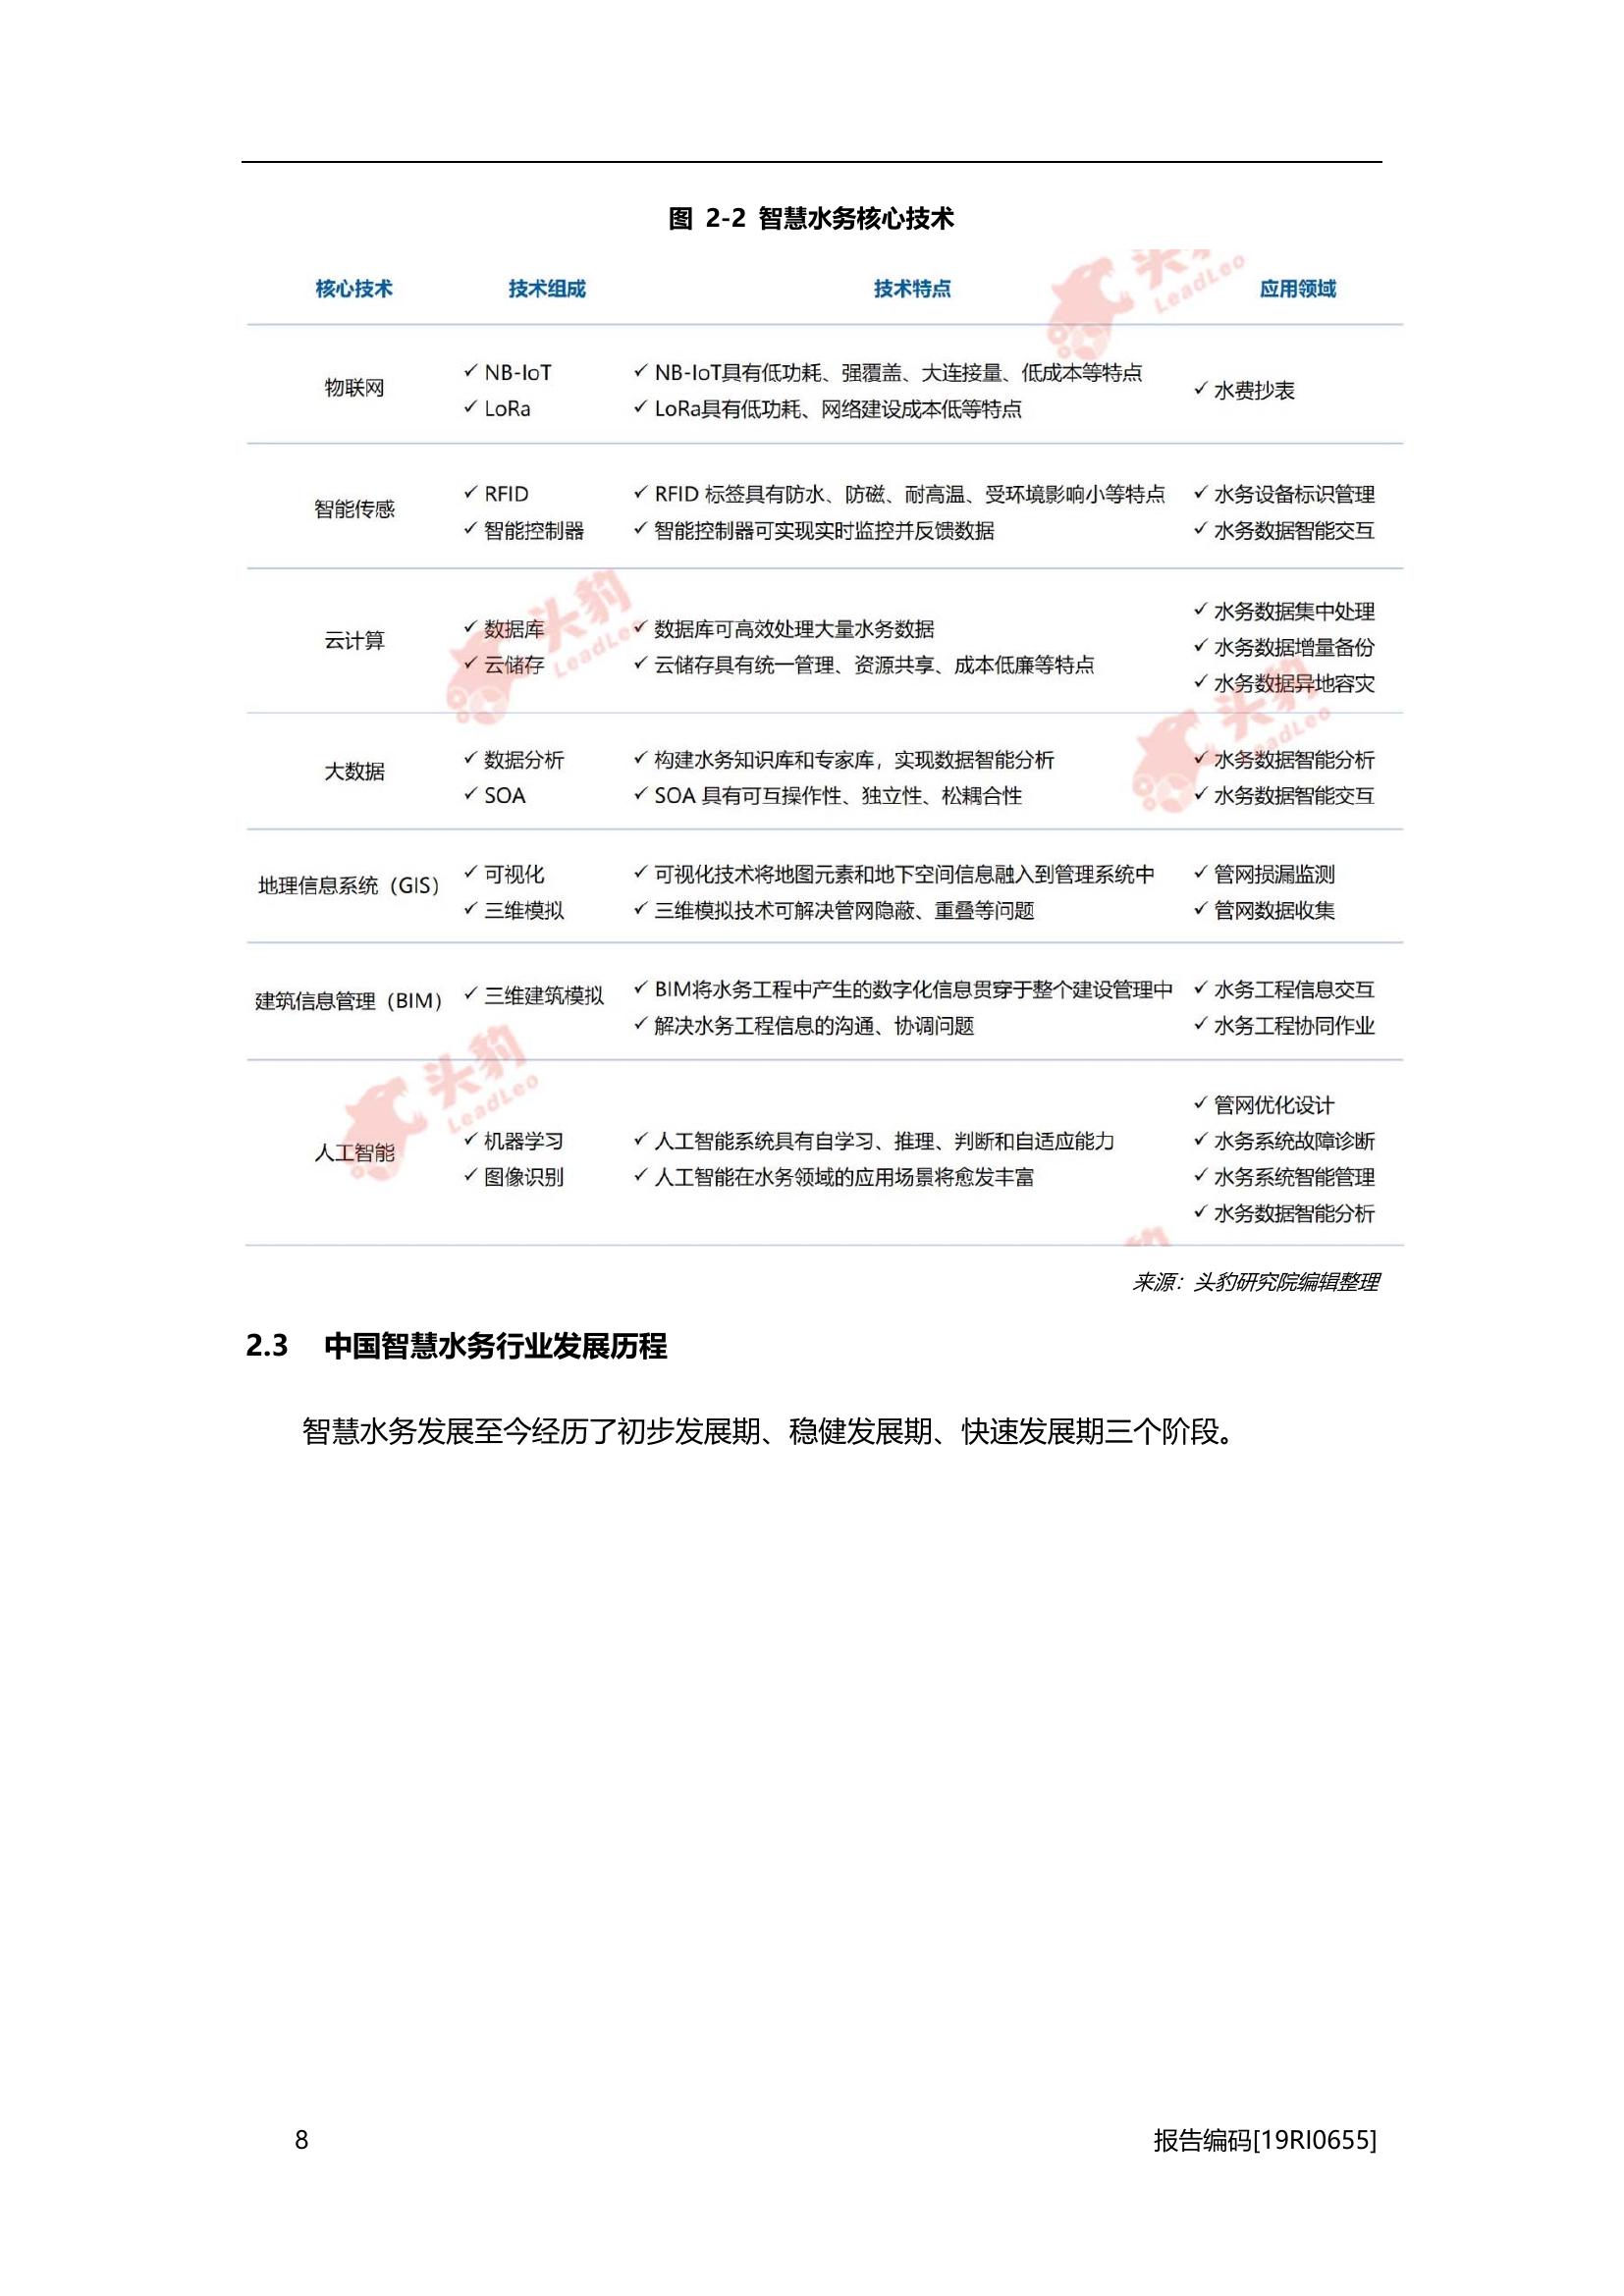 图 2-2 智慧水务核心技术
核心技术 技术组成 技术特点 应用领域
物联网
✓ NB-IoT
✓ LoRa
✓ NB-IoT具有低功耗、强覆盖、大连接量、低成本等特点
✓ LoRa具有低功耗、网络建设成本低等特点
✓ 水费抄表
智能传感
✓ RFID
✓ 智能控制器
✓ RFID 标签具有防水、防磁、耐高温、受环境影响小等特点
✓ 智能控制器可实现实时监控并反馈数据
✓ 水务设备标识管理
✓ 水务数据智能交互
云计算
✓ 数据库
✓ 云储存
✓ 数据库可高效处理大量水务数据
✓ 云储存具有统一管理、资源共享、成本低廉等特点
✓ 水务数据集中处理
✓ 水务数据增量备份
✓ 水务数据异地容灾
大数据
✓ 数据分析
✓ SOA
✓ 构建水务知识库和专家库，实现数据智能分析
✓ SOA 具有可互操作性、独立性、松耦合性
✓ 水务数据智能分析
✓ 水务数据智能交互
地理信息系统（GIS）
✓ 可视化
✓ 三维模拟
✓ 可视化技术将地图元素和地下空间信息融入到管理系统中
✓ 三维模拟技术可解决管网隐蔽、重叠等问题
✓ 管网损漏监测
✓ 管网数据收集
建筑信息管理（BIM）
✓ 三维建筑模拟
✓ BIM将水务工程中产生的数字化信息贯穿于整个建设管理中
✓ 解决水务工程信息的沟通、协调问题
✓ 水务工程信息交互
✓ 水务工程协同作业
人工智能
✓ 机器学习
✓ 图像识别
✓ 人工智能系统具有自学习、推理、判断和自适应能力
✓ 人工智能在水务领域的应用场景将愈发丰富
✓ 管网优化设计
✓ 水务系统故障诊断
✓ 水务系统智能管理
✓ 水务数据智能分析
头豹
LeadLeo
头豹
LeadLeo
头豹
LeadLeo
头豹
LeadLeo
来源：头豹研究院编辑整理
2.3 中国智慧水务行业发展历程
智慧水务发展至今经历了初步发展期、稳健发展期、快速发展期三个阶段。
8
报告编码[19RI0655]